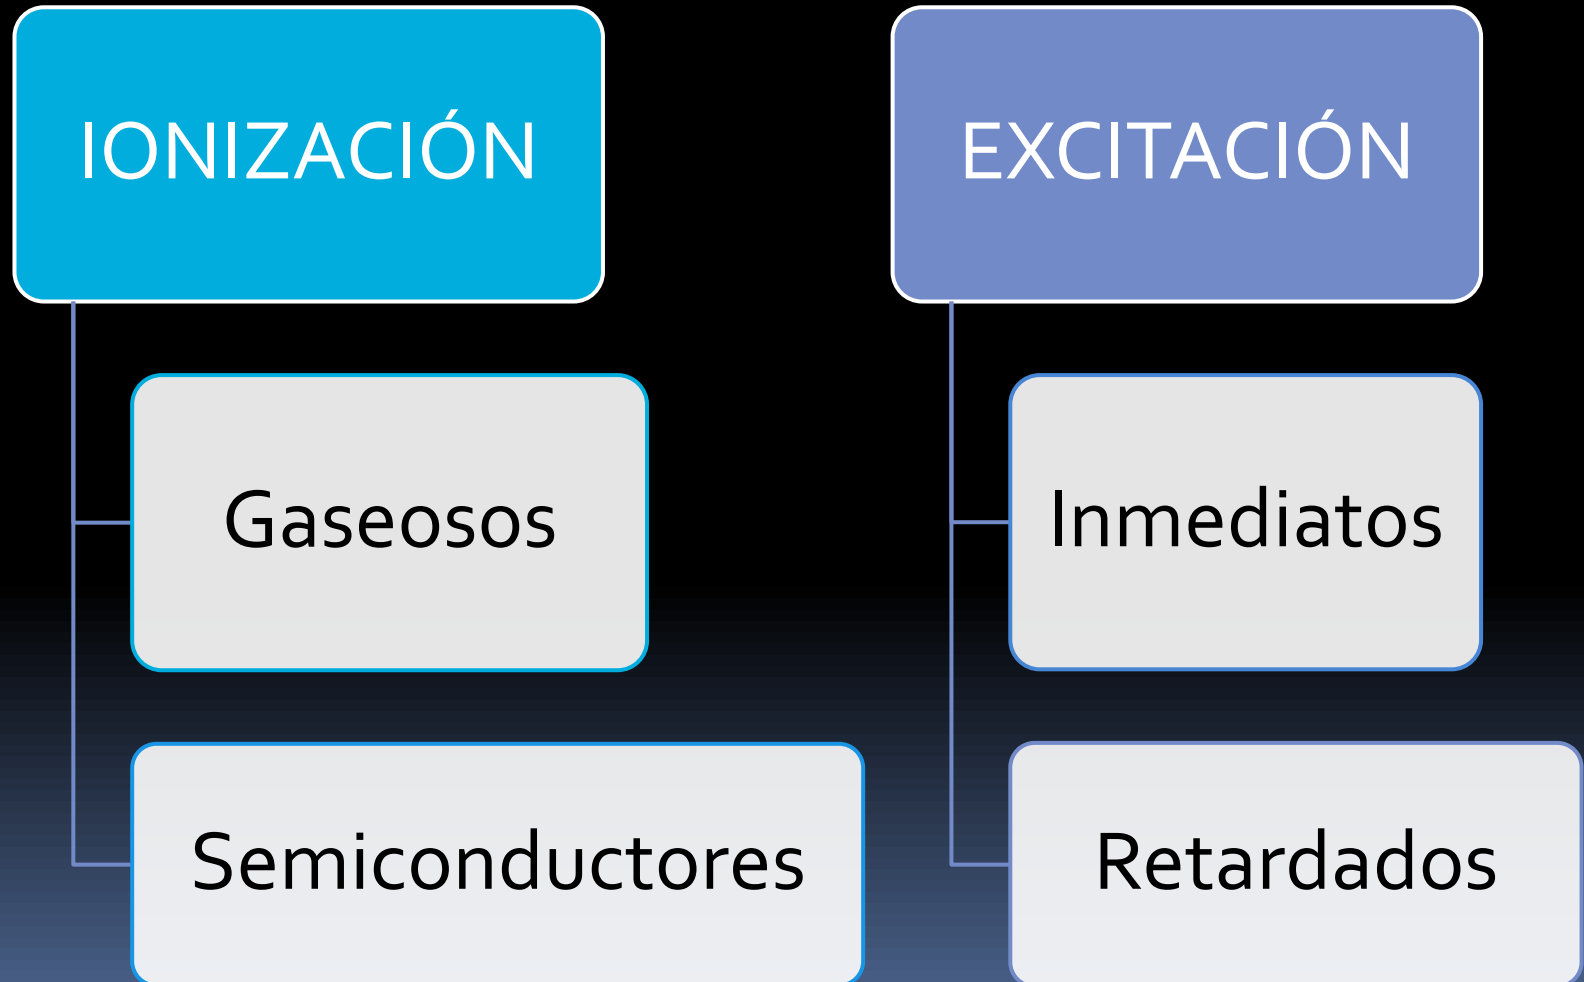 IONIZACIÓN
Gaseosos
Semiconductores
EXCITACIÓN
Inmediatos
Retardados